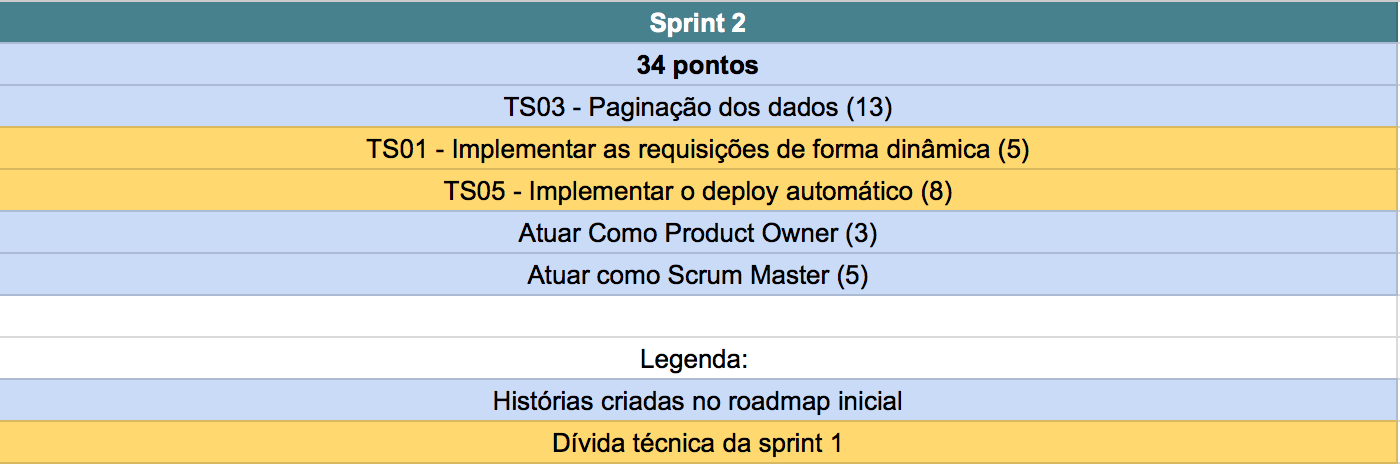 Sprint 2
34 pontos
TS03 - Paginação dos dados (13)
TS01 - Implementar as requisições de forma dinâmica (5)
TS05 - Implementar o deploy automático (8)
Atuar Como Product Owner (3)
Atuar como Scrum Master (5)
Legenda:
Histórias criadas no roadmap inicial
Dívida técnica da sprint 1